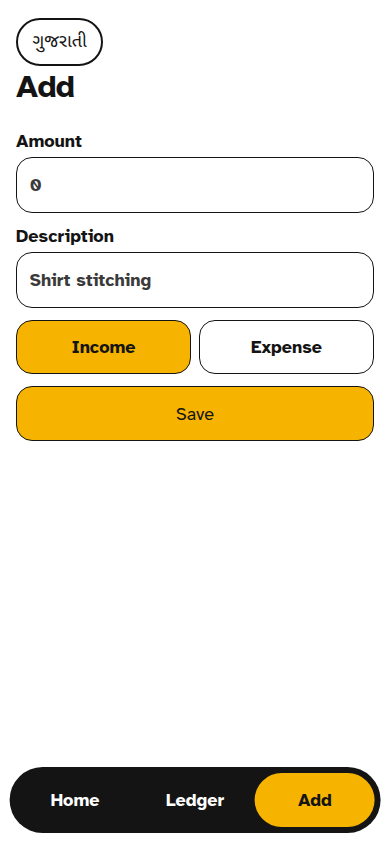 ગુજરાતી
Add
Amount
0
Description
Shirt stitching
Income Expense
Save
Home Ledger Add